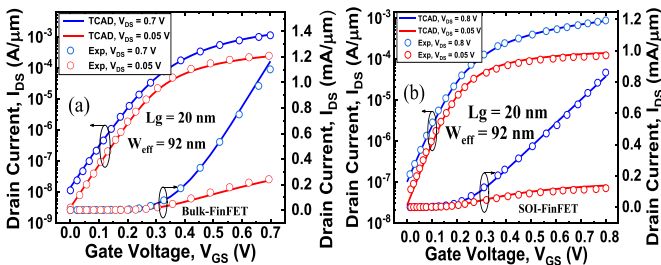 TCAD, V_DS = 0.7 V
TCAD, V_DS = 0.05 V
Exp, V_DS = 0.7 V
Exp, V_DS = 0.05 V
(a)
Lg = 20 nm
W_eff = 92 nm
Bulk-FinFET
Drain Current, I_DS (A/μm)
10^-3
10^-4
10^-5
10^-6
10^-7
10^-8
10^-9
0.0 0.1 0.2 0.3 0.4 0.5 0.6 0.7
Gate Voltage, V_GS (V)
1.4
1.2
1.0
0.8
0.6
0.4
0.2
0.0
Drain Current, I_DS (mA/μm)
TCAD, V_DS = 0.8 V
TCAD, V_DS = 0.05 V
Exp, V_DS = 0.8 V
Exp, V_DS = 0.05 V
(b)
Lg = 20 nm
W_eff = 92 nm
SOI-FinFET
Drain Current, I_DS (A/μm)
10^-3
10^-4
10^-5
10^-6
10^-7
10^-8
0.0 0.1 0.2 0.3 0.4 0.5 0.6 0.7 0.8
Gate Voltage, V_GS (V)
1.2
1.0
0.8
0.6
0.4
0.2
0.0
Drain Current, I_DS (mA/μm)